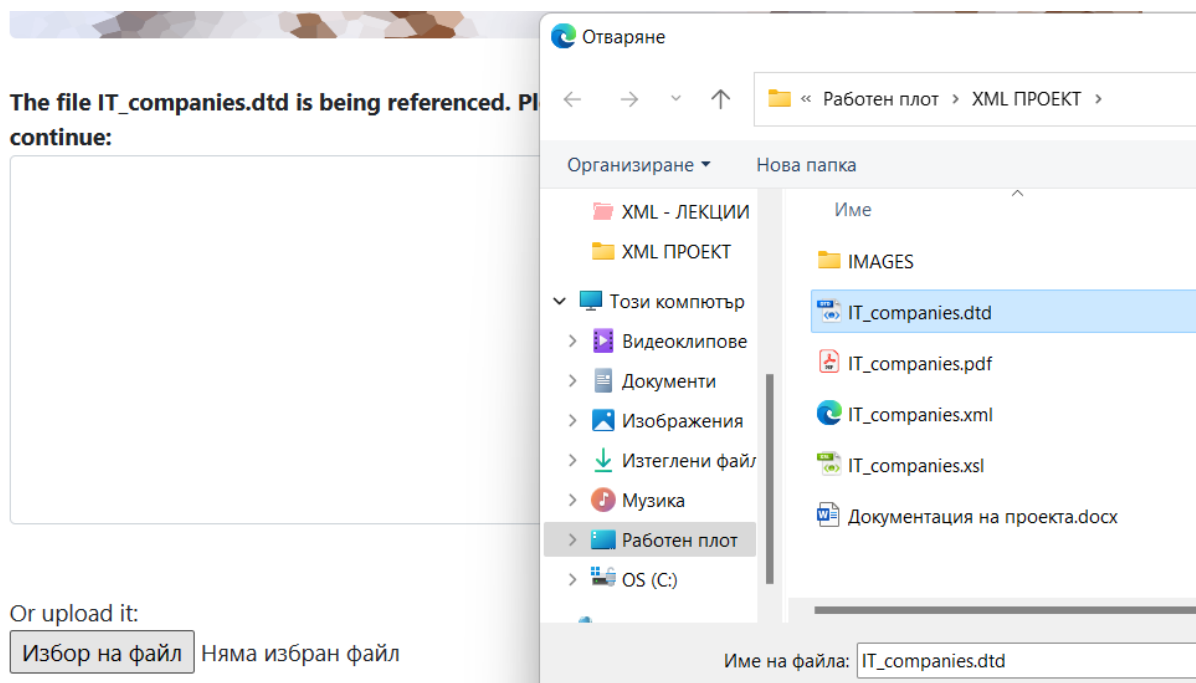 The file IT_companies.dtd is being referenced. Pl
continue:
Or upload it:
Избор на файл Няма избран файл
Отваряне
« Работен плот > XML ПРОЕКТ >
Организиране Нова папка
XML - ЛЕКЦИИ
XML ПРОЕКТ
Този компютър
Видеоклипове
Документи
Изображения
Изтеглени файл
Музика
Работен плот
OS (C:)
Име
IMAGES
IT_companies.dtd
IT_companies.pdf
IT_companies.xml
IT_companies.xsl
Документация на проекта.docx
Име на файла: IT_companies.dtd